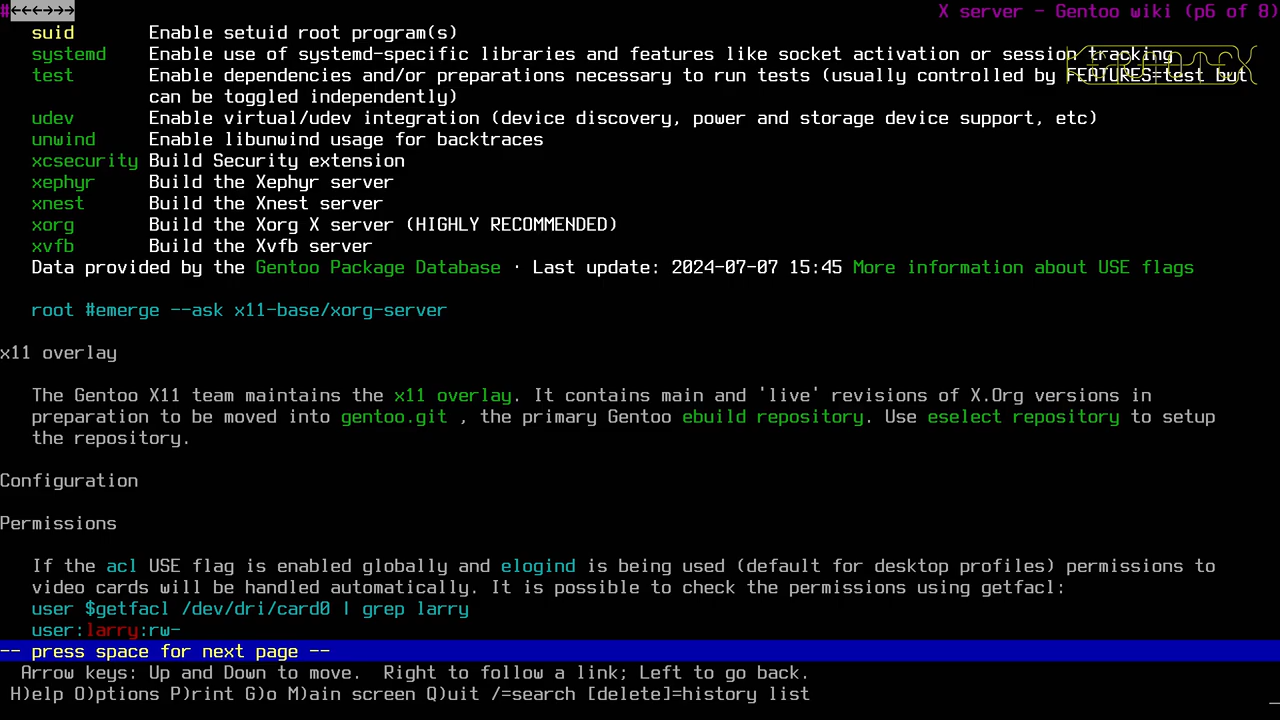 #←←←→→→ X server - Gentoo wiki (p6 of 8)
suid Enable setuid root program(s)
systemd Enable use of systemd-specific libraries and features like socket activation or session tracking
test Enable dependencies and/or preparations necessary to run tests (usually controlled by FEATURES=test but
can be toggled independently)
udev Enable virtual/udev integration (device discovery, power and storage device support, etc)
unwind Enable libunwind usage for backtraces
xcsecurity Build Security extension
xephyr Build the Xephyr server
xnest Build the Xnest server
xorg Build the Xorg X server (HIGHLY RECOMMENDED)
xvfb Build the Xvfb server
Data provided by the Gentoo Package Database · Last update: 2024-07-07 15:45 More information about USE flags
root #emerge --ask x11-base/xorg-server
x11 overlay
The Gentoo X11 team maintains the x11 overlay. It contains main and 'live' revisions of X.Org versions in
preparation to be moved into gentoo.git , the primary Gentoo ebuild repository. Use eselect repository to setup
the repository.
Configuration
Permissions
If the acl USE flag is enabled globally and elogind is being used (default for desktop profiles) permissions to
video cards will be handled automatically. It is possible to check the permissions using getfacl:
user $getfacl /dev/dri/card0 | grep larry
user:larry:rw-
-- press space for next page --
Arrow keys: Up and Down to move. Right to follow a link; Left to go back.
H)elp O)ptions P)rint G)o M)ain screen Q)uit /=search [delete]=history list